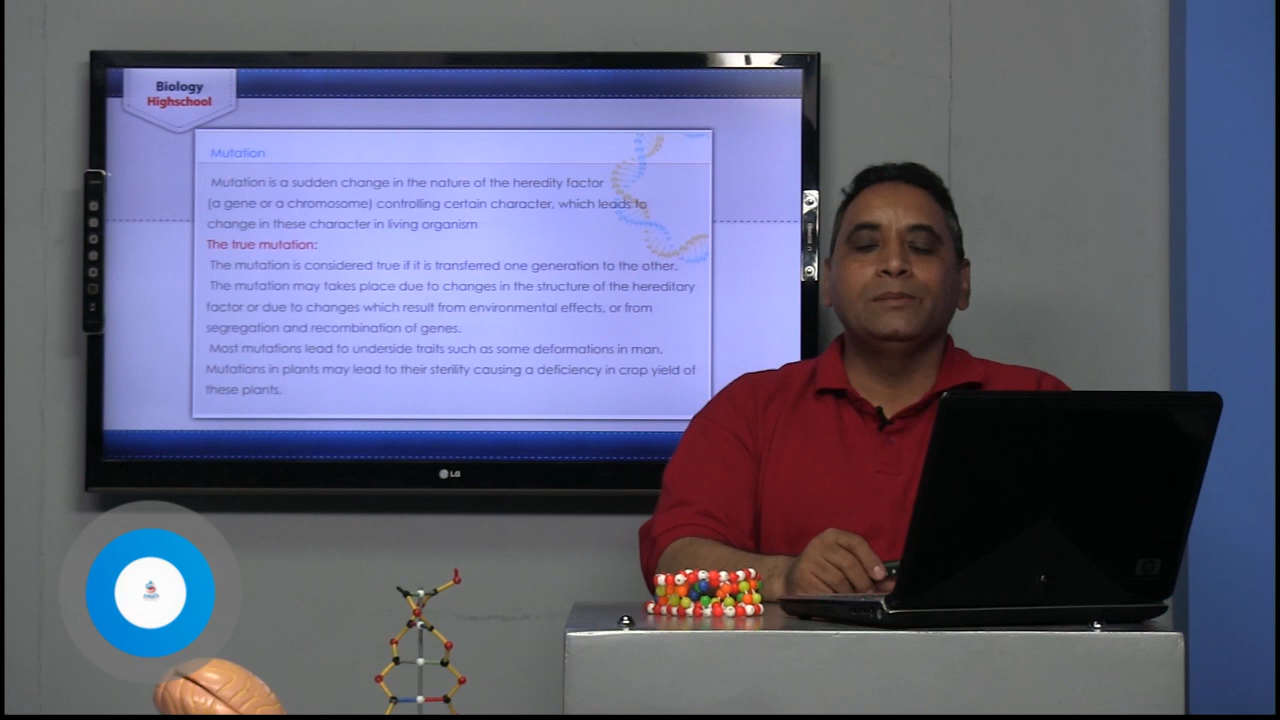 Biology
Highschool
Mutation
Mutation is a sudden change in the nature of the heredity factor
(a gene or a chromosome) controlling certain character, which leads to
change in these character in living organism
The true mutation:
The mutation is considered true if it is transferred one generation to the other.
The mutation may takes place due to changes in the structure of the hereditary
factor or due to changes which result from environmental effects, or from
segregation and recombination of genes.
Most mutations lead to underside traits such as some deformations in man.
Mutations in plants may lead to their sterility causing a deficiency in crop yield of
these plants.
LG